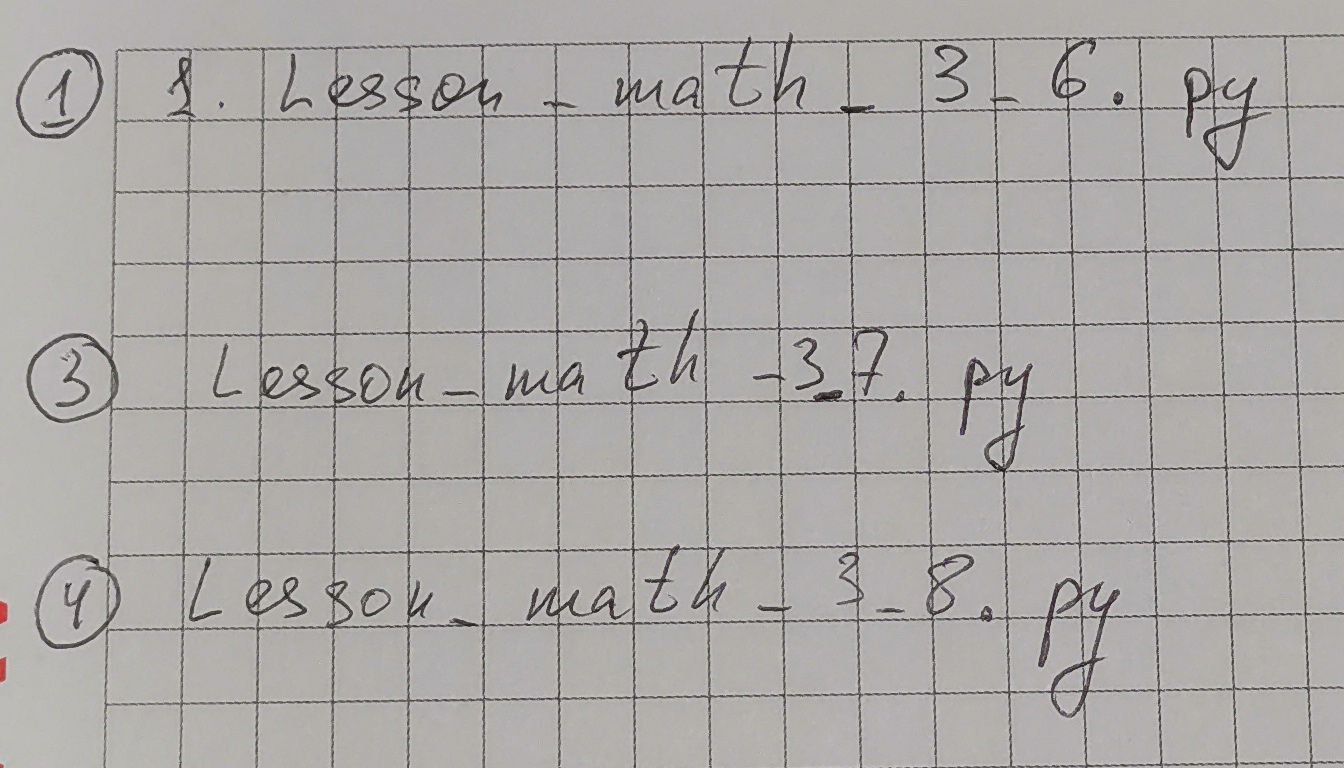 ① 1. Lesson_math_3_6.py
③ Lesson_math_3_7.py
④ Lesson_math_3_8.py